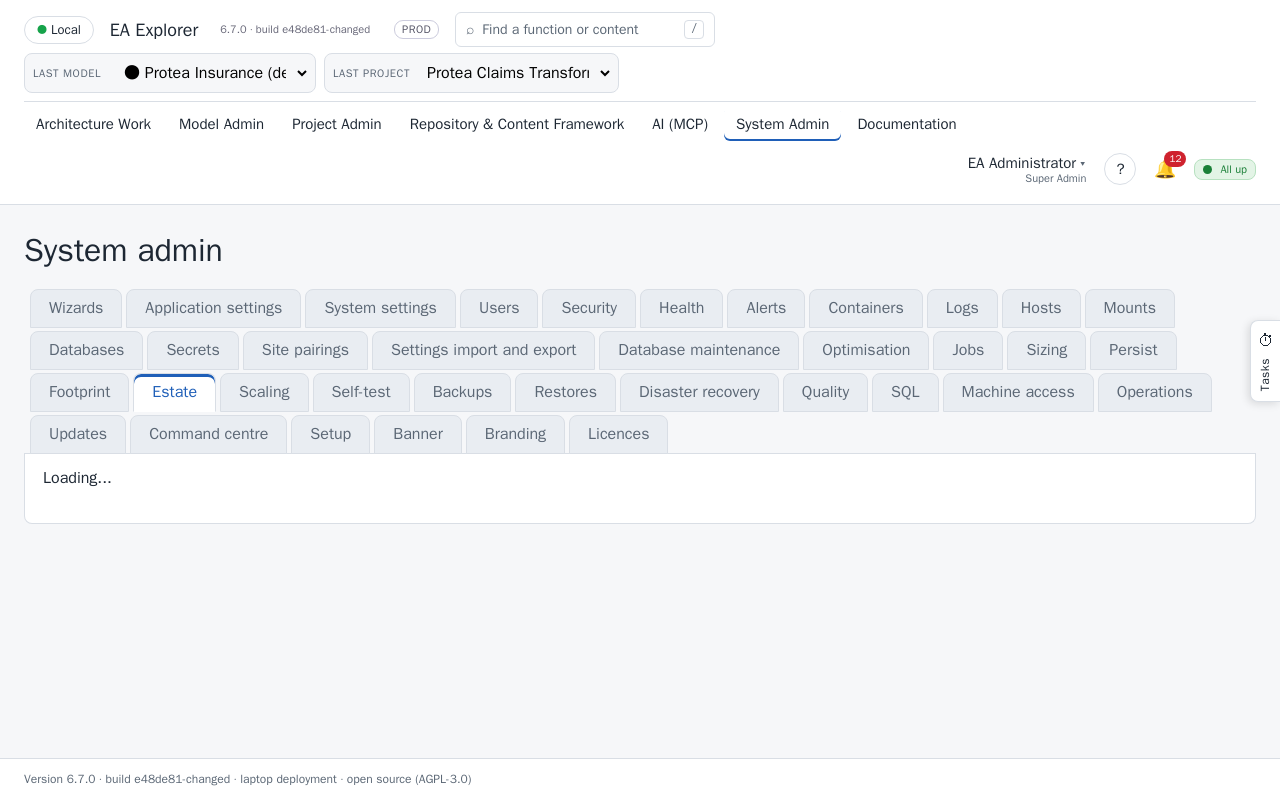 Local
EA Explorer
6.7.0 · build e48de81-changed
PROD
Find a function or content
/
LAST MODEL
Protea Insurance (de
LAST PROJECT
Protea Claims Transfor
Architecture Work
Model Admin
Project Admin
Repository & Content Framework
AI (MCP)
System Admin
Documentation
EA Administrator
Super Admin
?
12
All up
System admin
Wizards
Application settings
System settings
Users
Security
Health
Alerts
Containers
Logs
Hosts
Mounts
Databases
Secrets
Site pairings
Settings import and export
Database maintenance
Optimisation
Jobs
Sizing
Persist
Footprint
Estate
Scaling
Self-test
Backups
Restores
Disaster recovery
Quality
SQL
Machine access
Operations
Updates
Command centre
Setup
Banner
Branding
Licences
Loading...
Tasks
Version 6.7.0 · build e48de81-changed · laptop deployment · open source (AGPL-3.0)